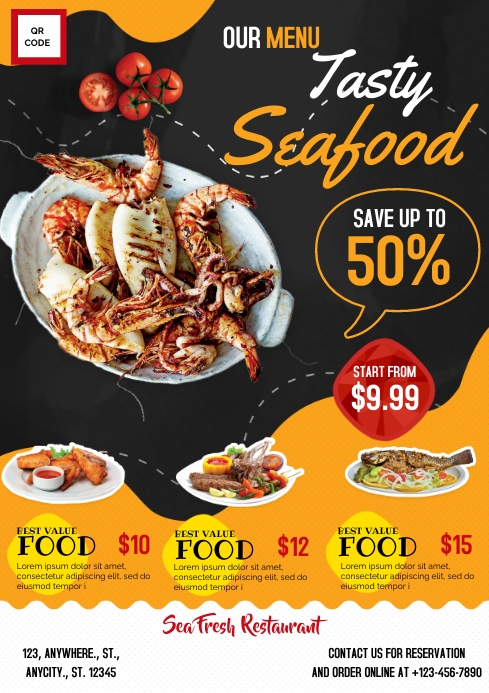 QR
CODE
OUR MENU
Tasty
Seafood
SAVE UP TO
50%
START FROM
$9.99
BEST VALUE
FOOD $10
Lorem ipsum dolor sit amet,
consectetur adipiscing elit, sed do
eiusmod tempor i
BEST VALUE
FOOD $12
Lorem ipsum dolor sit amet,
consectetur adipiscing elit, sed do
eiusmod tempor i
BEST VALUE
FOOD $15
Lorem ipsum dolor sit amet,
consectetur adipiscing elit, sed do
eiusmod tempor i
Sea Fresh Restaurant
123, ANYWHERE., ST.,
ANYCITY., ST. 12345
CONTACT US FOR RESERVATION
AND ORDER ONLINE AT +123-456-7890